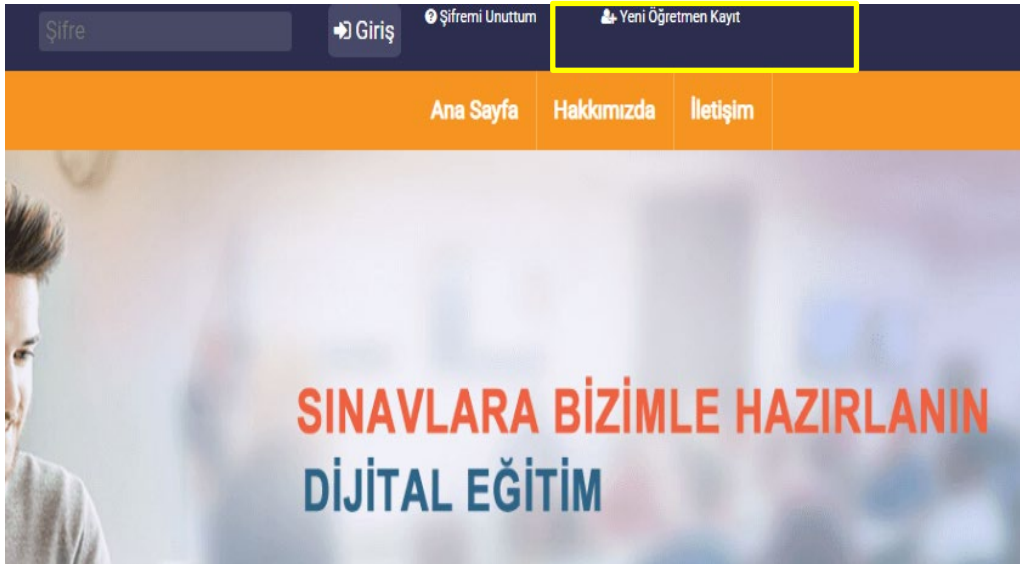 Şifre
Giriş
Şifremi Unuttum
Yeni Öğretmen Kayıt
Ana Sayfa
Hakkımızda
İletişim
SINAVLARA BİZİMLE HAZIRLANIN
DİJİTAL EĞİTİM